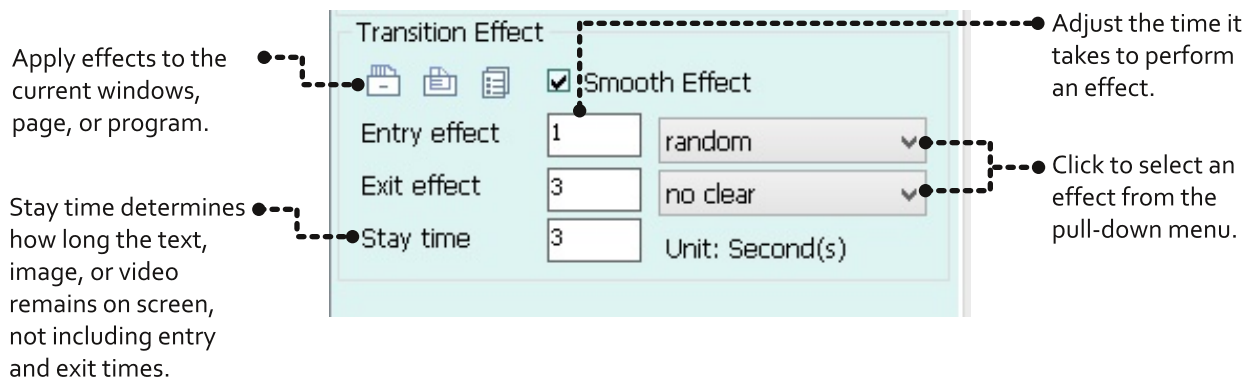 Apply effects to the
current windows,
page, or program.
Stay time determines
how long the text,
image, or video
remains on screen,
not including entry
and exit times.
Transition Effect
Smooth Effect
Entry effect 1 random
Exit effect 3 no clear
Stay time 3 Unit: Second(s)
Adjust the time it
takes to perform
an effect.
Click to select an
effect from the
pull-down menu.